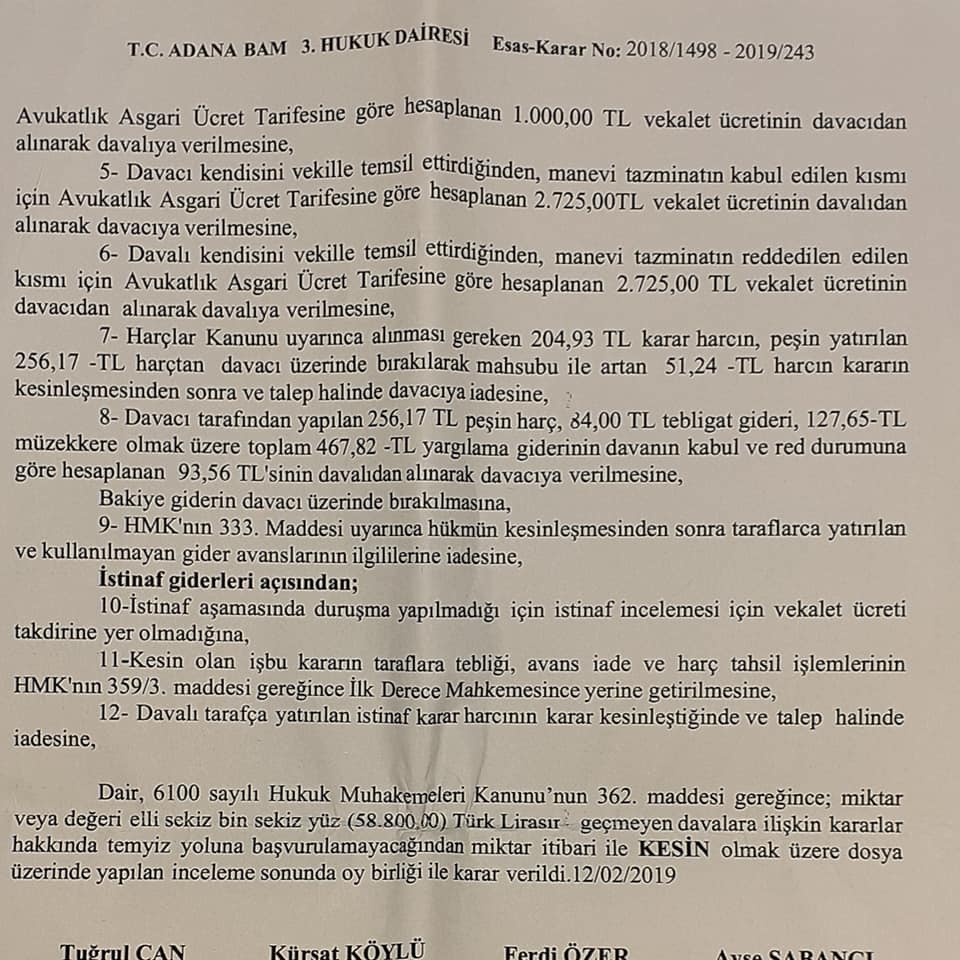 T.C. ADANA BAM 3. HUKUK DAİRESİ Esas-Karar No: 2018/1498 - 2019/243
Avukatlık Asgari Ücret Tarifesine göre hesaplanan 1.000,00 TL vekalet ücretinin davacıdan
alınarak davalıya verilmesine,
5- Davacı kendisini vekille temsil ettirdiğinden, manevi tazminatın kabul edilen kısmı
için Avukatlık Asgari Ücret Tarifesine göre hesaplanan 2.725,00TL vekalet ücretinin davalıdan
alınarak davacıya verilmesine,
6- Davalı kendisini vekille temsil ettirdiğinden, manevi tazminatın reddedilen edilen
kısmı için Avukatlık Asgari Ücret Tarifesine göre hesaplanan 2.725,00 TL vekalet ücretinin
davacıdan alınarak davalıya verilmesine,
7- Harçlar Kanunu uyarınca alınması gereken 204,93 TL karar harcın, peşin yatırılan
256,17 -TL harçtan davacı üzerinde bırakılarak mahsubu ile artan 51,24 -TL harcın kararın
kesinleşmesinden sonra ve talep halinde davacıya iadesine,
8- Davacı tarafından yapılan 256,17 TL peşin harç, 84,00 TL tebligat gideri, 127,65-TL
müzekkere olmak üzere toplam 467,82 -TL yargılama giderinin davanın kabul ve red durumuna
göre hesaplanan 93,56 TL'sinin davalıdan alınarak davacıya verilmesine,
Bakiye giderin davacı üzerinde bırakılmasına,
9- HMK'nın 333. Maddesi uyarınca hükmün kesinleşmesinden sonra taraflarca yatırılan
ve kullanılmayan gider avanslarının ilgililerine iadesine,
İstinaf giderleri açısından;
10-İstinaf aşamasında duruşma yapılmadığı için istinaf incelemesi için vekalet ücreti
takdirine yer olmadığına,
11-Kesin olan işbu kararın taraflara tebliği, avans iade ve harç tahsil işlemlerinin
HMK'nın 359/3. maddesi gereğince İlk Derece Mahkemesince yerine getirilmesine,
12- Davalı tarafça yatırılan istinaf karar harcının karar kesinleştiğinde ve talep halinde
iadesine,
Dair, 6100 sayılı Hukuk Muhakemeleri Kanunu’nun 362. maddesi gereğince; miktar
veya değeri elli sekiz bin sekiz yüz (58.800,00) Türk Lirasır geçmeyen davalara ilişkin kararlar
hakkında temyiz yoluna başvurulamayacağından miktar itibari ile KESİN olmak üzere dosya
üzerinde yapılan inceleme sonunda oy birliği ile karar verildi.12/02/2019
Tuğrul CAN Kürşat KÖYLÜ Ferdi ÖZER Ayşe SABANCI